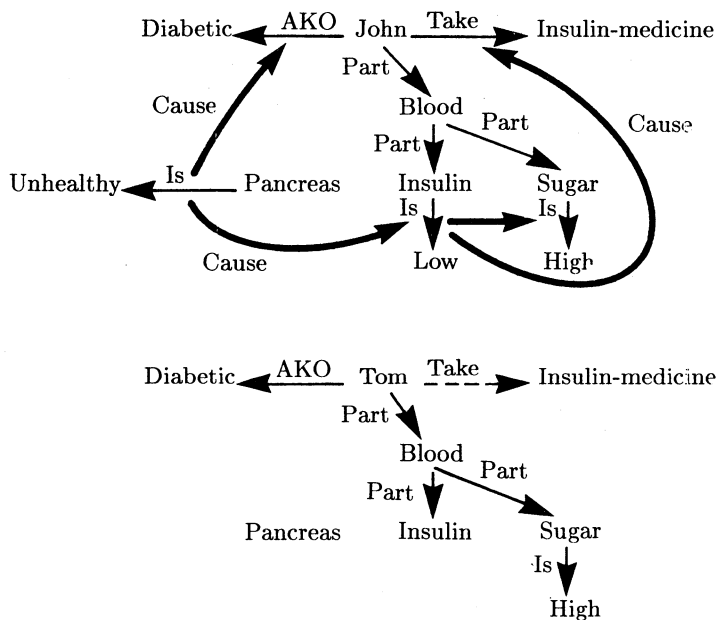 Diabetic AKO John Take Insulin-medicine
Part
Cause Blood Cause
Part Part
Unhealthy Is Pancreas Insulin Sugar
Is Is
Cause Low High
Diabetic AKO Tom Take Insulin-medicine
Part
Blood
Part Part
Pancreas Insulin Sugar
Is
High